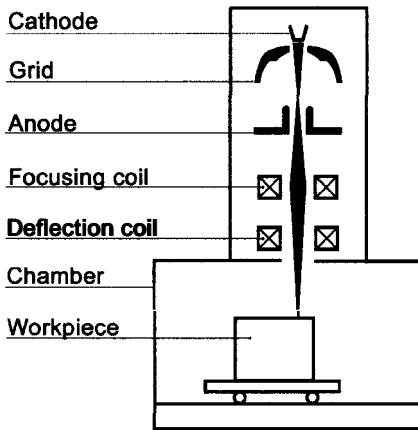 Cathode
Grid
Anode
Focusing coil
Deflection coil
Chamber
Workpiece